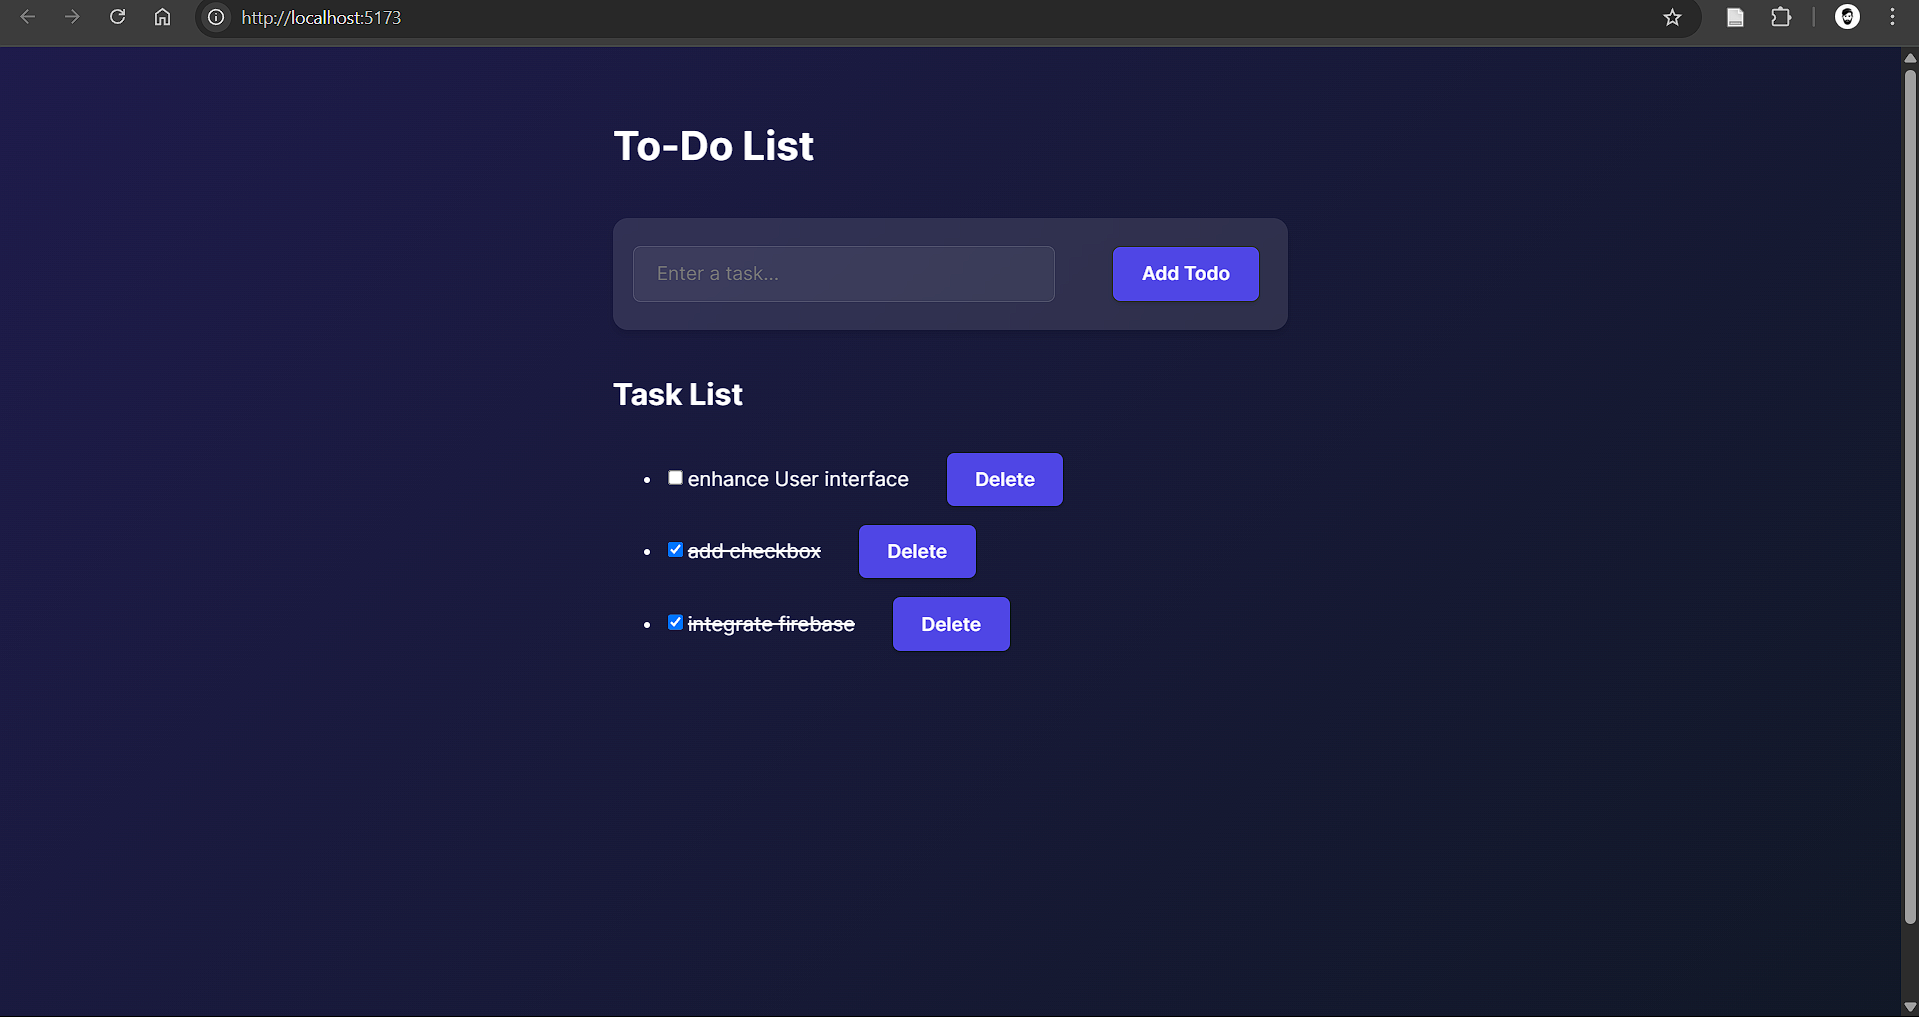 http://localhost:5173
To-Do List
Enter a task...
Add Todo
Task List
enhance User interface Delete
add checkbox Delete
integrate firebase Delete